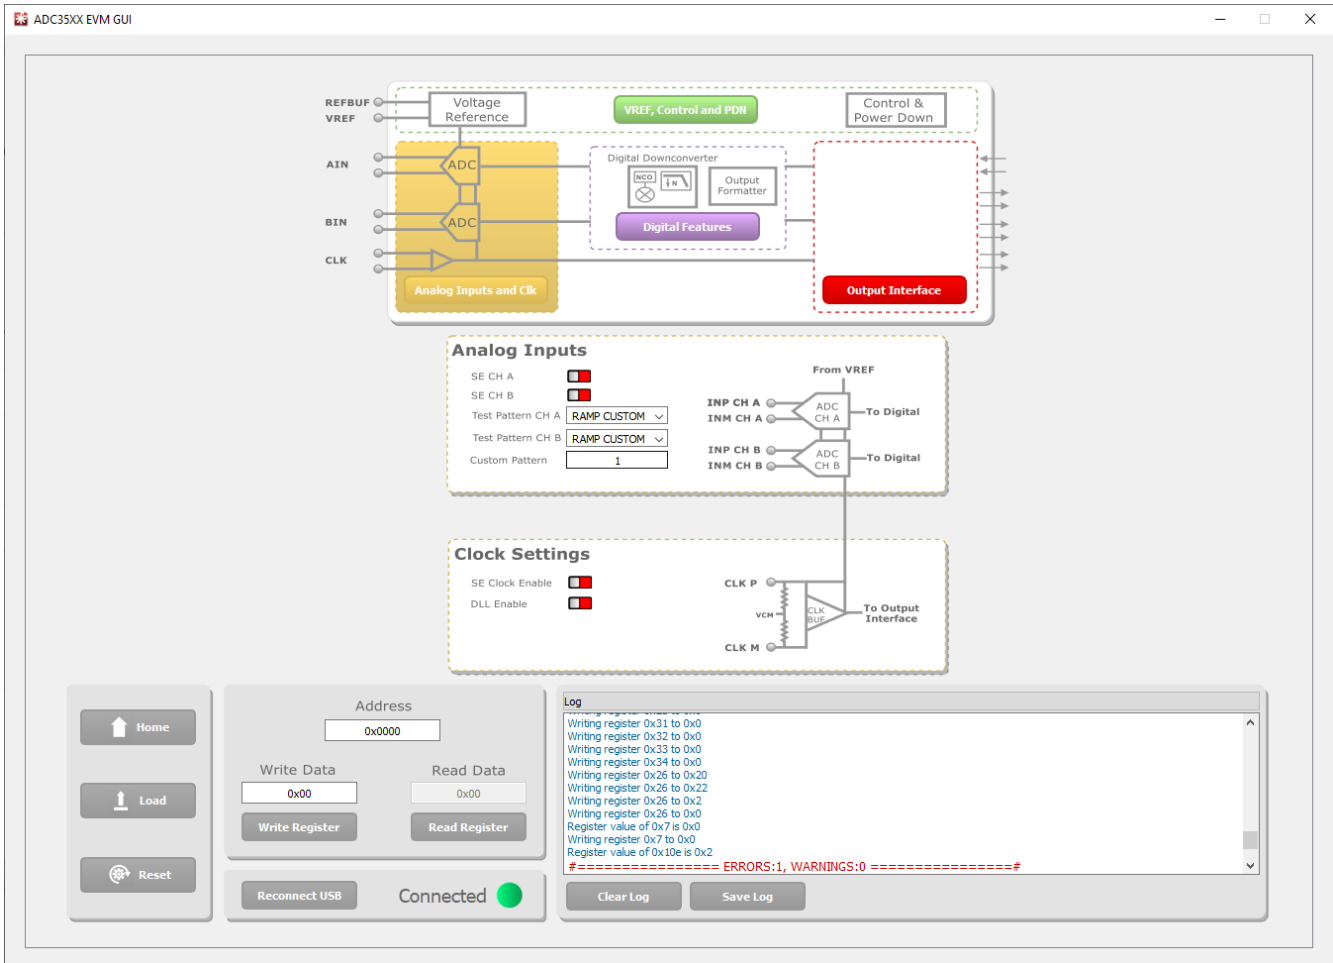 ADC35XX EVM GUI
REFBUF
VREF
Voltage
Reference
VREF, Control and PDN
Control &
Power Down
AIN
ADC
Digital Downconverter
NCO
N
Output
Formatter
BIN
ADC
Digital Features
CLK
Analog Inputs and Clk
Output Interface
Analog Inputs
SE CH A
SE CH B
Test Pattern CH A RAMP CUSTOM
Test Pattern CH B RAMP CUSTOM
Custom Pattern 1
From VREF
INP CH A
INM CH A
ADC
CH A
To Digital
INP CH B
INM CH B
ADC
CH B
To Digital
Clock Settings
SE Clock Enable
DLL Enable
CLK P
VCM
CLK
BUF
To Output
Interface
CLK M
Home
Load
Reset
Address
0x0000
Write Data
Read Data
0x00
0x00
Write Register
Read Register
Reconnect USB
Connected
Log
Writing register 0x31 to 0x0
Writing register 0x32 to 0x0
Writing register 0x33 to 0x0
Writing register 0x34 to 0x0
Writing register 0x26 to 0x20
Writing register 0x26 to 0x22
Writing register 0x26 to 0x2
Writing register 0x26 to 0x0
Register value of 0x7 is 0x0
Writing register 0x7 to 0x0
Register value of 0x10e is 0x2
#================ ERRORS:1, WARNINGS:0 ================#
Clear Log
Save Log